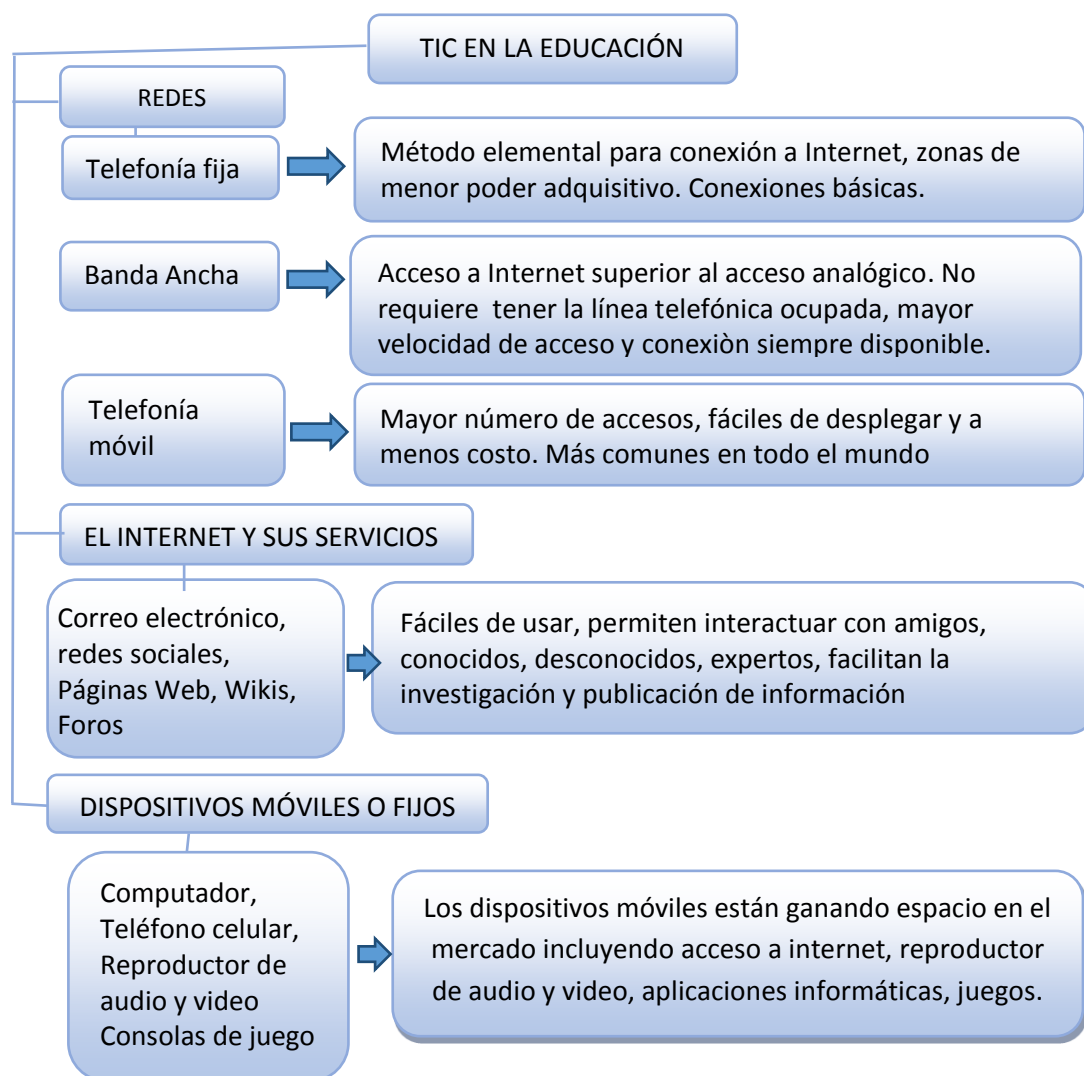 TIC EN LA EDUCACIÓN
REDES
Telefonía fija
Método elemental para conexión a Internet, zonas de
menor poder adquisitivo. Conexiones básicas.
Banda Ancha
Acceso a Internet superior al acceso analógico. No
requiere  tener la línea telefónica ocupada, mayor
velocidad de acceso y conexiòn siempre disponible.
Telefonía
móvil
Mayor número de accesos, fáciles de desplegar y a
menos costo. Más comunes en todo el mundo
EL INTERNET Y SUS SERVICIOS
Correo electrónico,
redes sociales,
Páginas Web, Wikis,
Foros
Fáciles de usar, permiten interactuar con amigos,
conocidos, desconocidos, expertos, facilitan la
investigación y publicación de información
DISPOSITIVOS MÓVILES O FIJOS
Computador,
Teléfono celular,
Reproductor de
audio y video
Consolas de juego
Los dispositivos móviles están ganando espacio en el
mercado incluyendo acceso a internet, reproductor
de audio y video, aplicaciones informáticas, juegos.